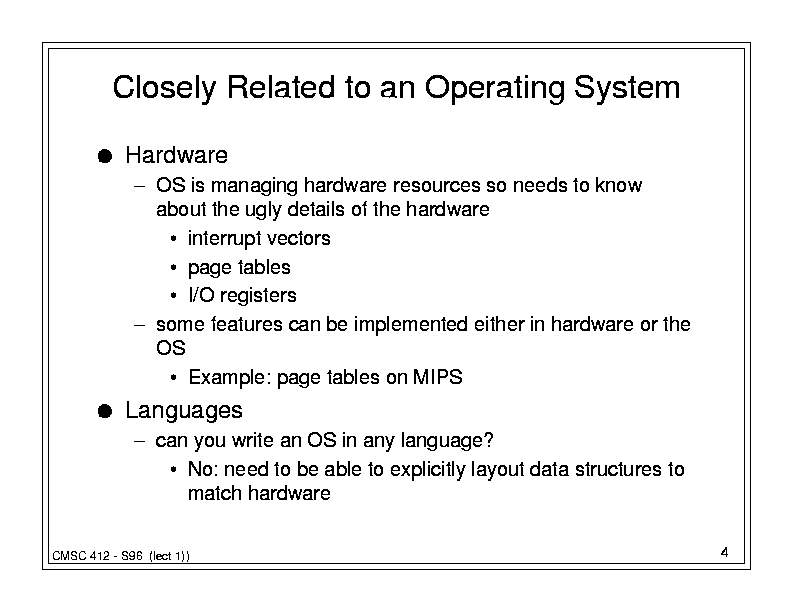 Closely Related to an Operating System
● Hardware
– OS is managing hardware resources so needs to know
about the ugly details of the hardware
• interrupt vectors
• page tables
• I/O registers
– some features can be implemented either in hardware or the
OS
• Example: page tables on MIPS
● Languages
– can you write an OS in any language?
• No: need to be able to explicitly layout data structures to
match hardware
CMSC 412 - S96 (lect 1))
4